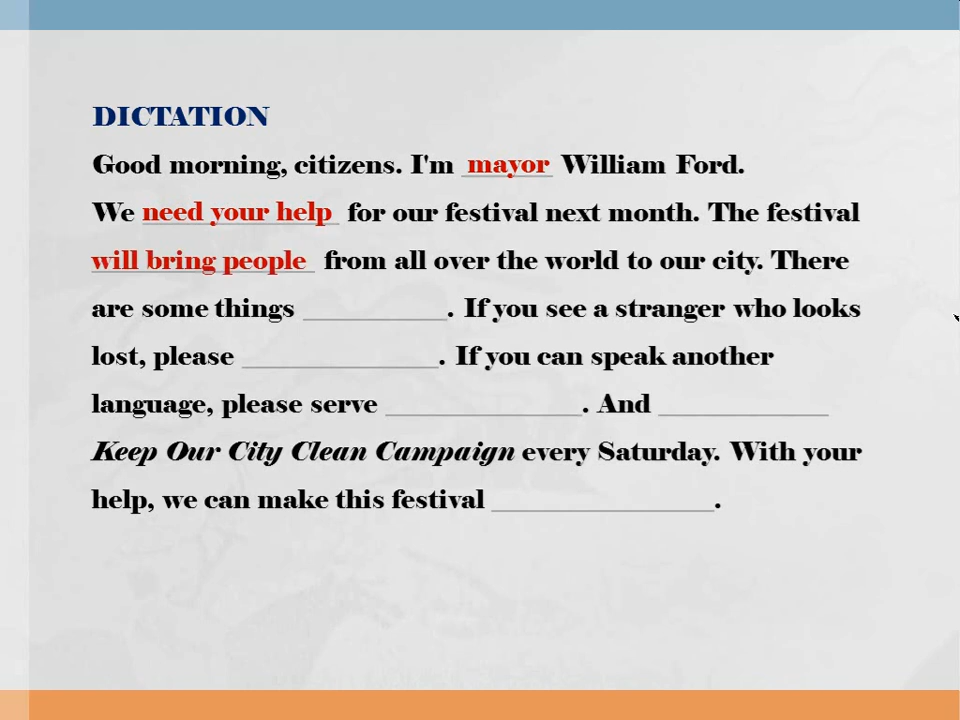 DICTATION
Good morning, citizens. I'm mayor William Ford.
We need your help for our festival next month. The festival
will bring people from all over the world to our city. There
are some things __________. If you see a stranger who looks
lost, please ______________. If you can speak another
language, please serve ______________. And ____________
Keep Our City Clean Campaign every Saturday. With your
help, we can make this festival ________________.